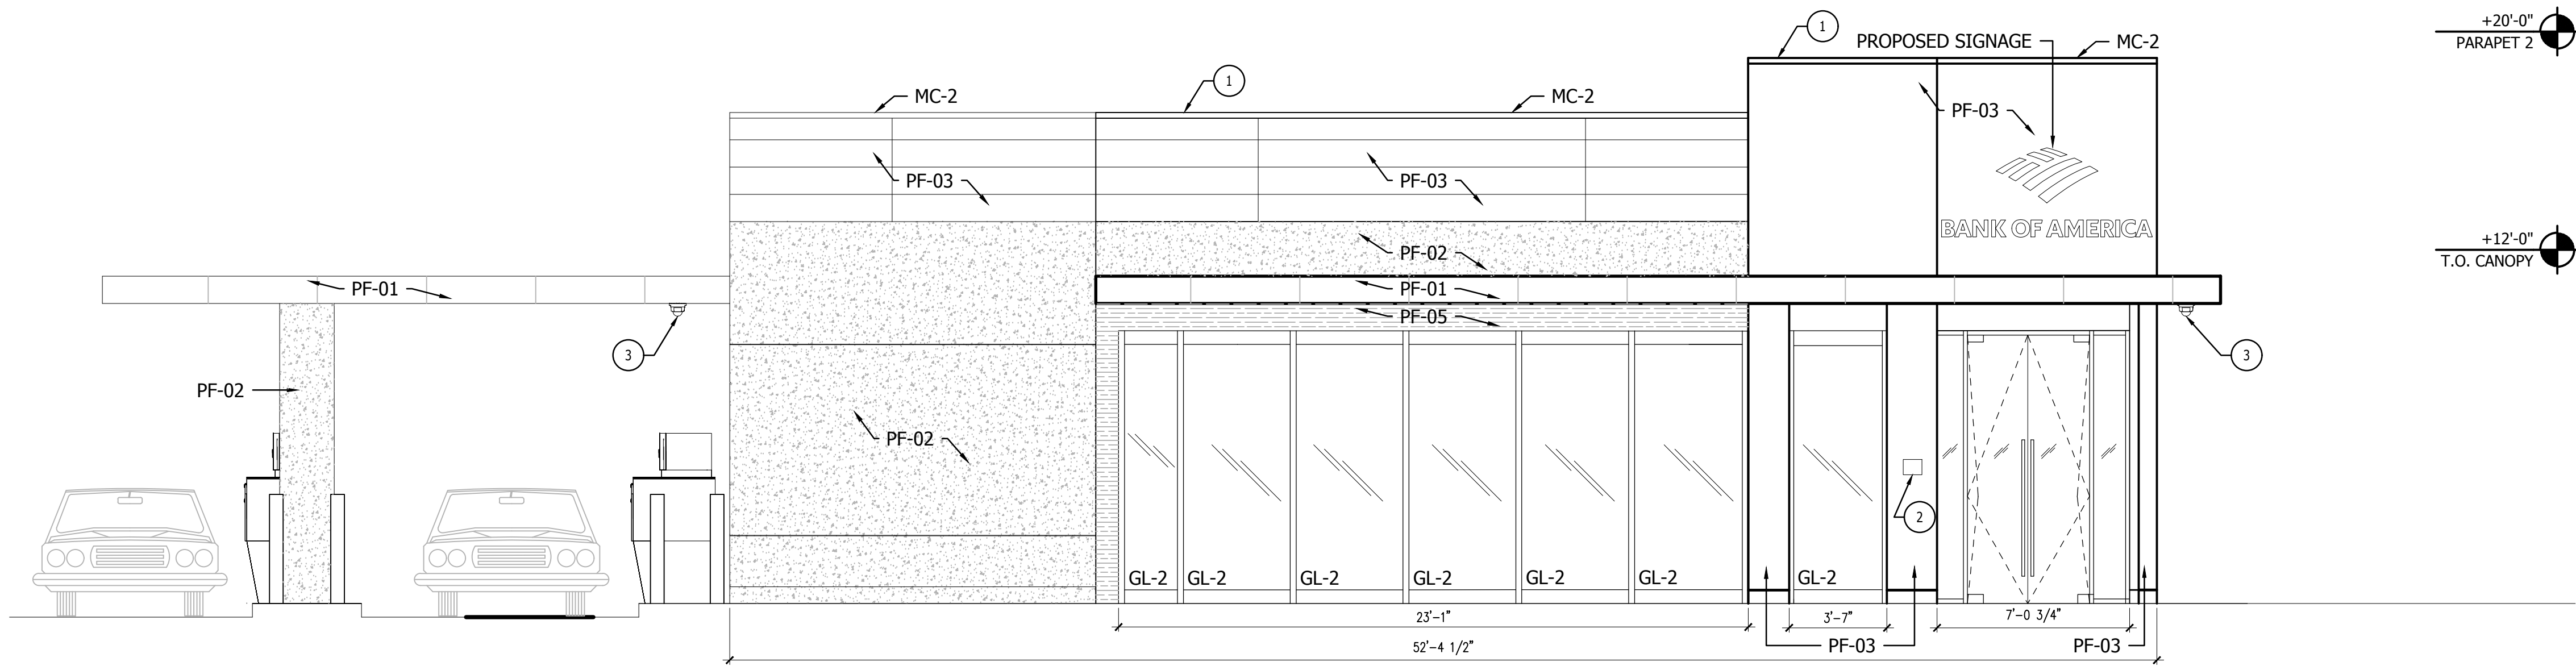 1
PROPOSED SIGNAGE
MC-2
+20'-0"
PARAPET 2
MC-2
1
MC-2
PF-03
PF-03
PF-03
BANK OF AMERICA
+12'-0"
T.O. CANOPY
PF-02
PF-01
PF-01
PF-05
3
3
PF-02
PF-02
2
GL-2
GL-2
GL-2
GL-2
GL-2
GL-2
GL-2
23'-1"
3'-7"
7'-0 3/4"
52'-4 1/2"
PF-03
PF-03